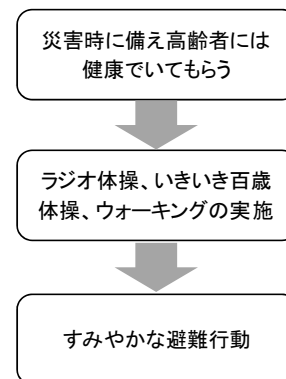 災害時に備え高齢者には
健康でいてもらう
ラジオ体操、いきいき百歳
体操、ウォーキングの実施
すみやかな避難行動